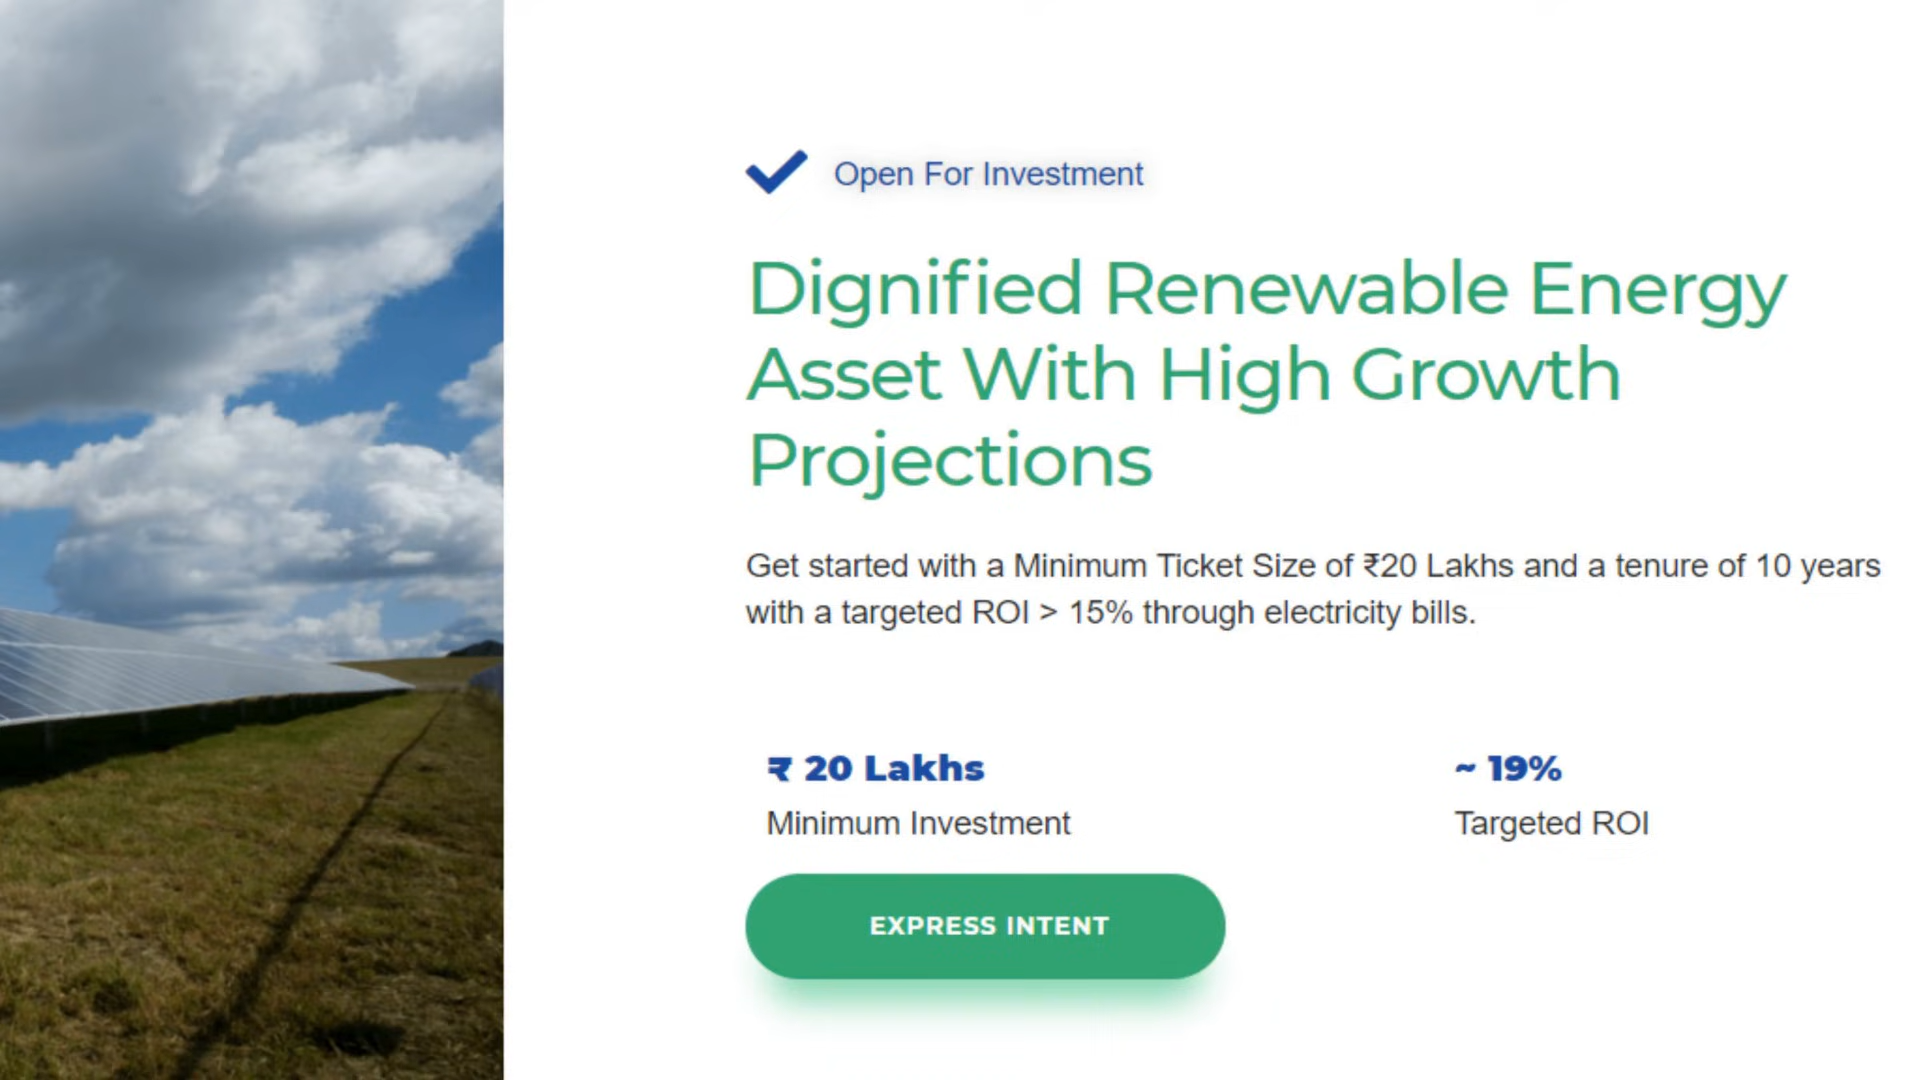 Open For Investment
Dignified Renewable Energy
Asset With High Growth
Projections
Get started with a Minimum Ticket Size of ₹20 Lakhs and a tenure of 10 years
with a targeted ROI > 15% through electricity bills.
₹ 20 Lakhs
~ 19%
Minimum Investment
Targeted ROI
EXPRESS INTENT